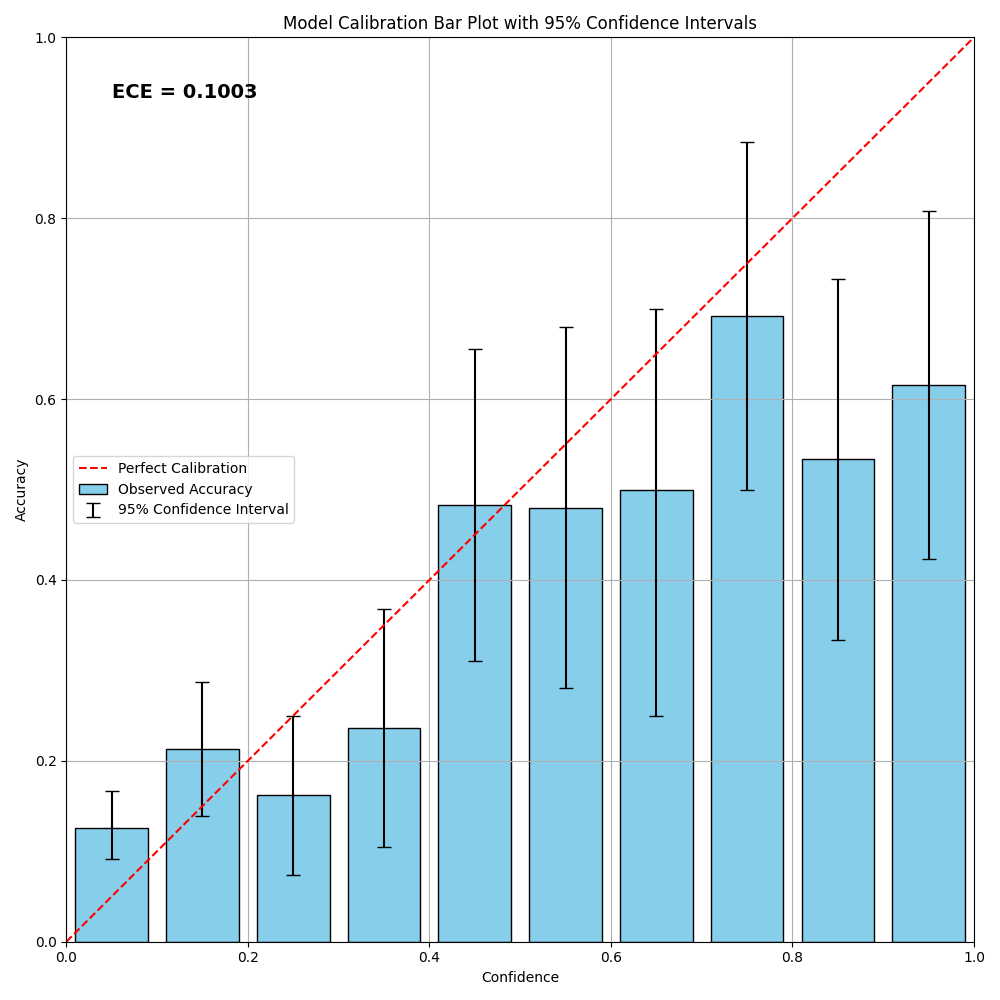 Model Calibration Bar Plot with 95% Confidence Intervals
1.0
ECE = 0.1003
0.8
0.6
Accuracy
Perfect Calibration
Observed Accuracy
95% Confidence Interval
0.4
0.2
0.0
0.0 0.2 0.4 0.6 0.8 1.0
Confidence